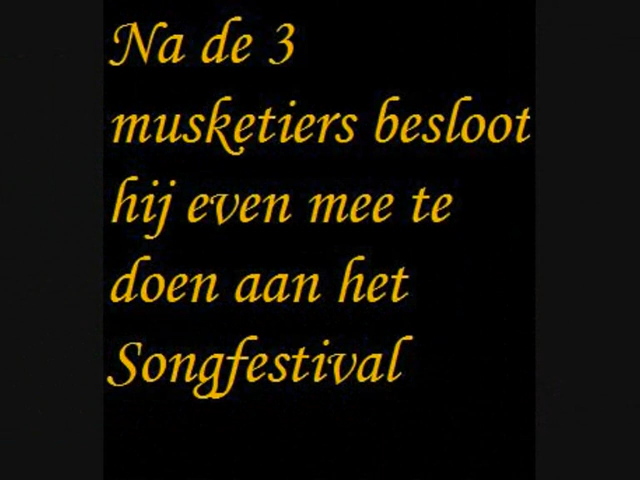 Na de 3
musketiers besloot
hij even mee te
doen aan het
Songfestival